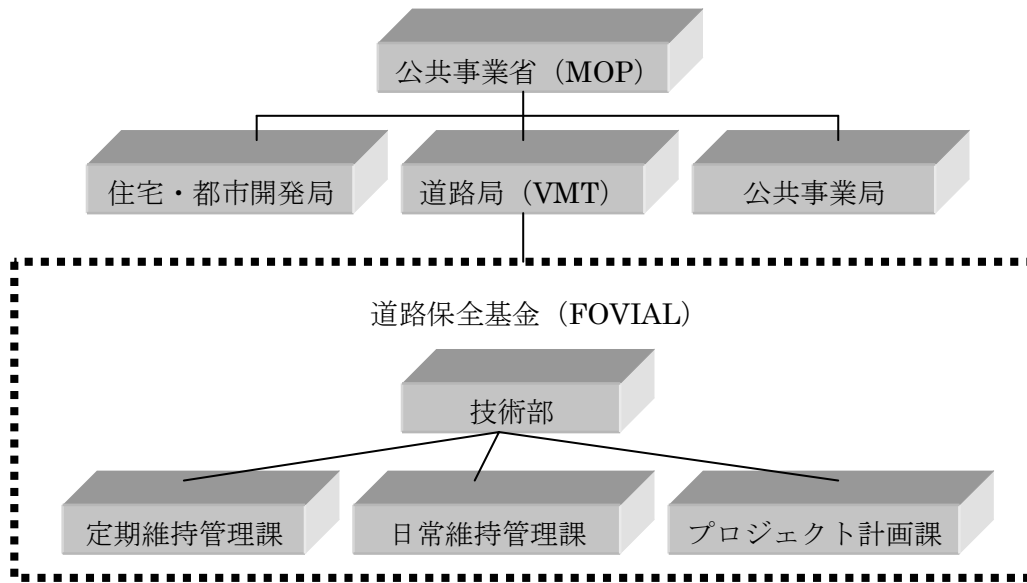 公共事業省（MOP）
住宅・都市開発局
道路局（VMT）
公共事業局
道路保全基金（FOVIAL）
技術部
定期維持管理課
日常維持管理課
プロジェクト計画課